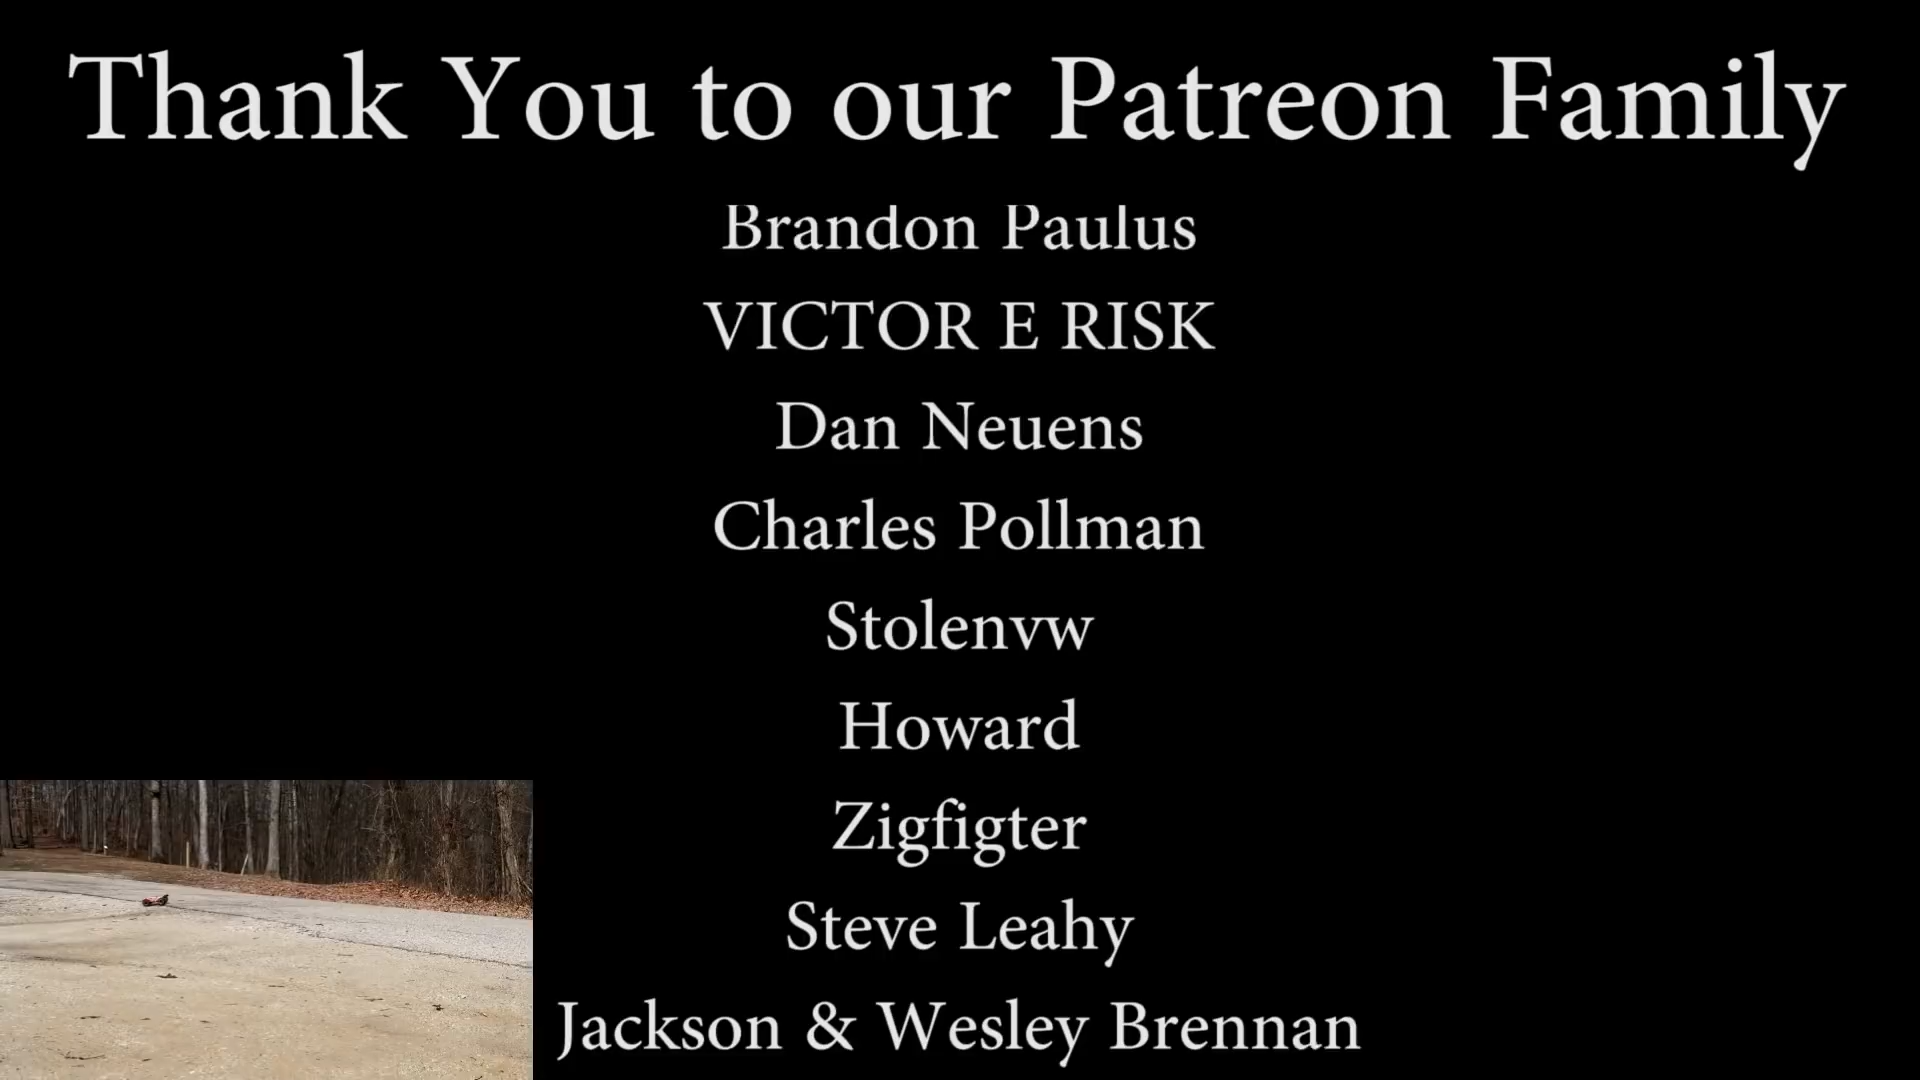 Thank You to our Patreon Family
Brandon Paulus
VICTOR E RISK
Dan Neuens
Charles Pollman
Stolenvw
Howard
Zigfigter
Steve Leahy
Jackson & Wesley Brennan